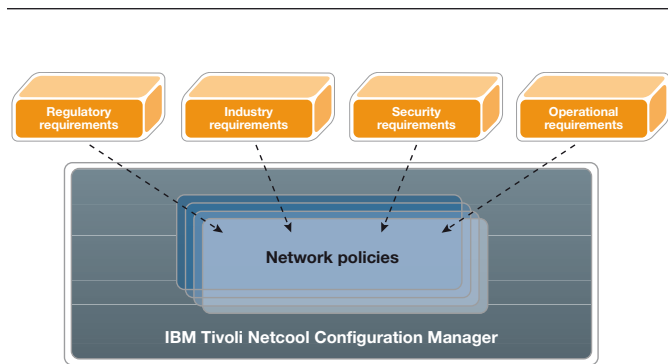 Regulatory
requirements
Industry
requirements
Security
requirements
Operational
requirements
Network policies
IBM Tivoli Netcool Configuration Manager